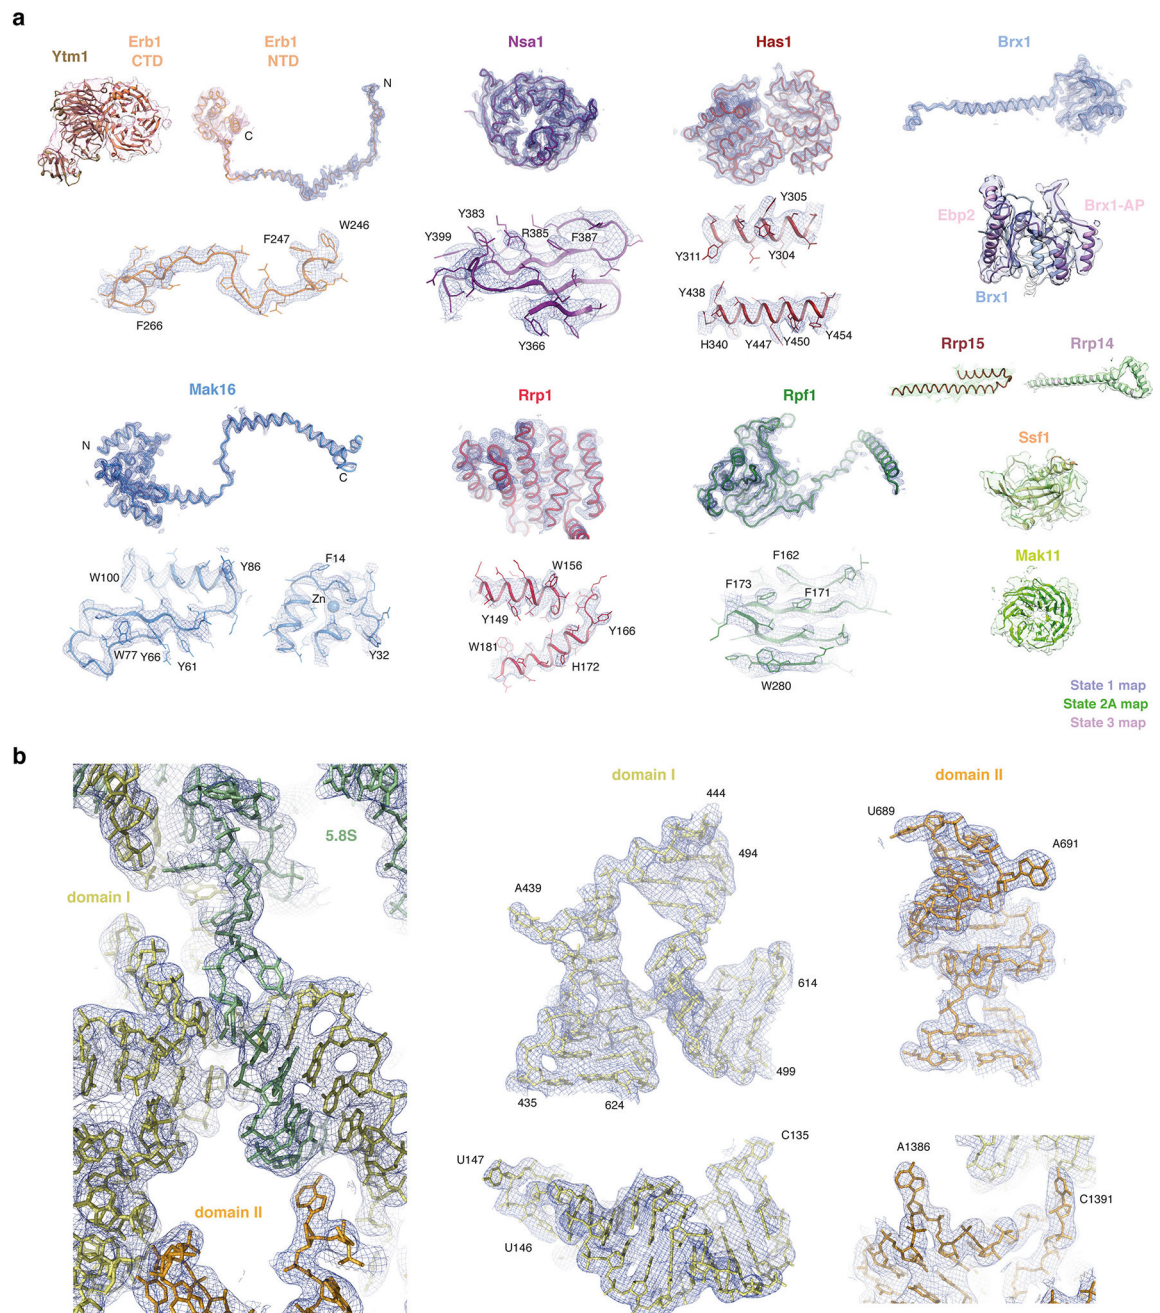 a
Ytm1
Erb1
CTD
Erb1
NTD
N
C
W246
F247
F266
Nsa1
Y383
Y399
R385
F387
Y366
Has1
Y305
Y311
Y304
Y438
H340
Y447
Y450
Y454
Brx1
Ebp2
Brx1-AP
Brx1
Rrp15
Rrp14
Ssf1
Mak11
Mak16
N
C
W100
Y86
W77
Y66
Y61
F14
Zn
Y32
Rrp1
W156
Y149
Y166
W181
H172
Rpf1
F162
F173
F171
W280
State 1 map
State 2A map
State 3 map
b
5.8S
domain I
domain II
domain I
444
494
A439
614
499
435
624
C135
U147
U146
domain II
U689
A691
A1386
C1391